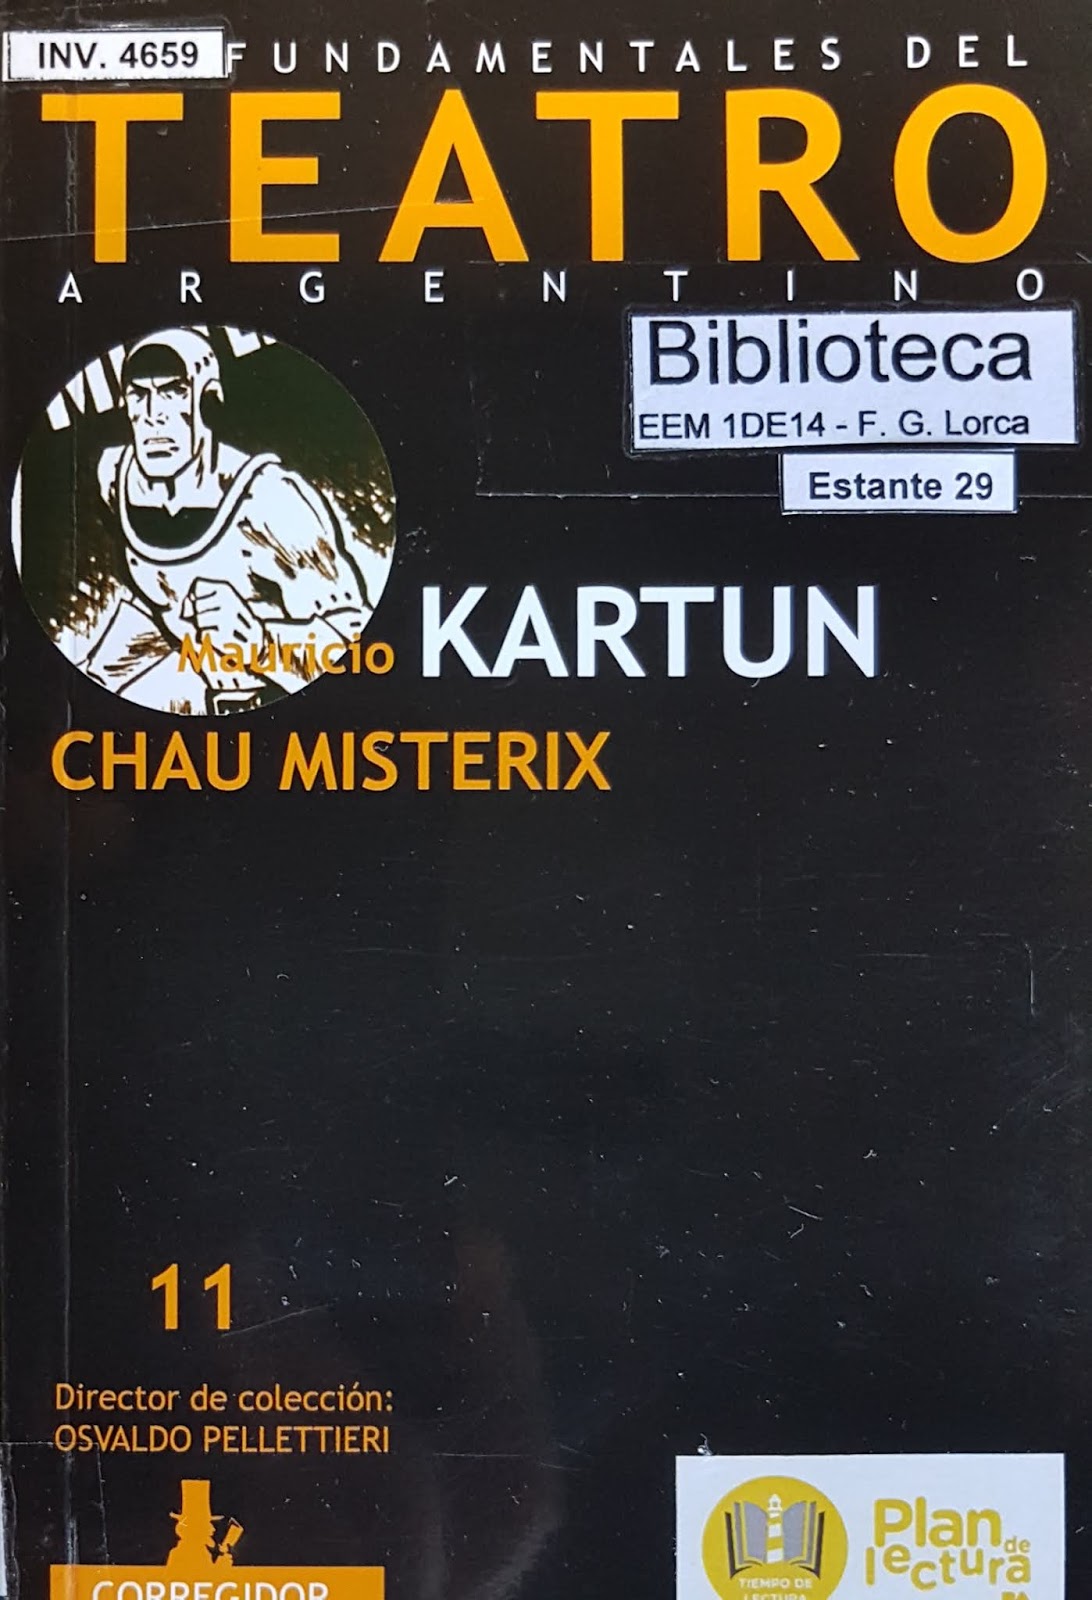 INV. 4659
FUNDAMENTALES DEL
TEATRO
ARGENTINO
Biblioteca
EEM 1DE14 - F. G. Lorca
Estante 29
Mauricio KARTUN
CHAU MISTERIX
11
Director de colección:
OSVALDO PELLETTIERI
CORREGIDOR
TIEMPO DE
LECTURA
Plan de
lectura